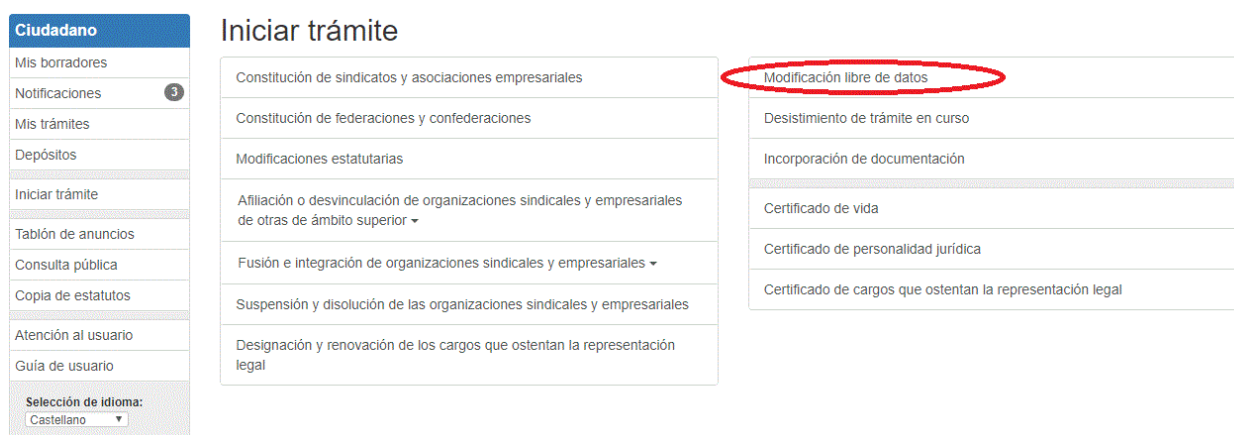 Ciudadano
Mis borradores
Notificaciones 3
Mis trámites
Depósitos
Iniciar trámite
Tablón de anuncios
Consulta pública
Copia de estatutos
Atención al usuario
Guía de usuario
Selección de idioma:
Castellano
Iniciar trámite
Constitución de sindicatos y asociaciones empresariales
Constitución de federaciones y confederaciones
Modificaciones estatutarias
Afiliación o desvinculación de organizaciones sindicales y empresariales
de otras de ámbito superior
Fusión e integración de organizaciones sindicales y empresariales
Suspensión y disolución de las organizaciones sindicales y empresariales
Designación y renovación de los cargos que ostentan la representación
legal
Modificación libre de datos
Desistimiento de trámite en curso
Incorporación de documentación
Certificado de vida
Certificado de personalidad jurídica
Certificado de cargos que ostentan la representación legal